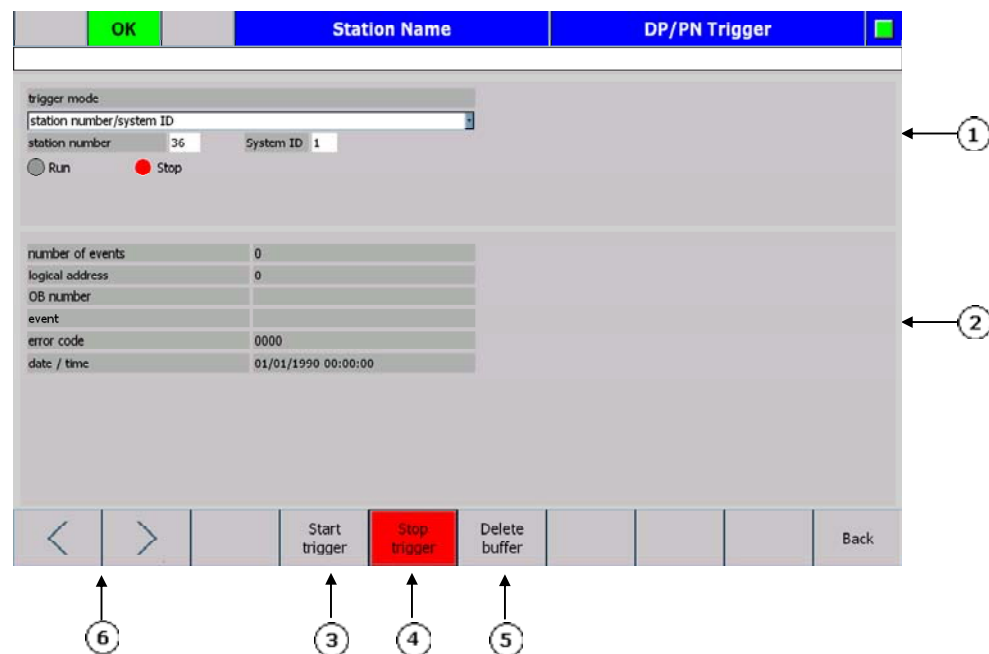 OK Station Name DP/PN Trigger
trigger mode
station number/system ID
station number 36 System ID 1
Run Stop
1
number of events 0
logical address 0
OB number
event
error code 0000
date / time 01/01/1990 00:00:00
2
< > Start trigger Stop trigger Delete buffer Back
6 3 4 5